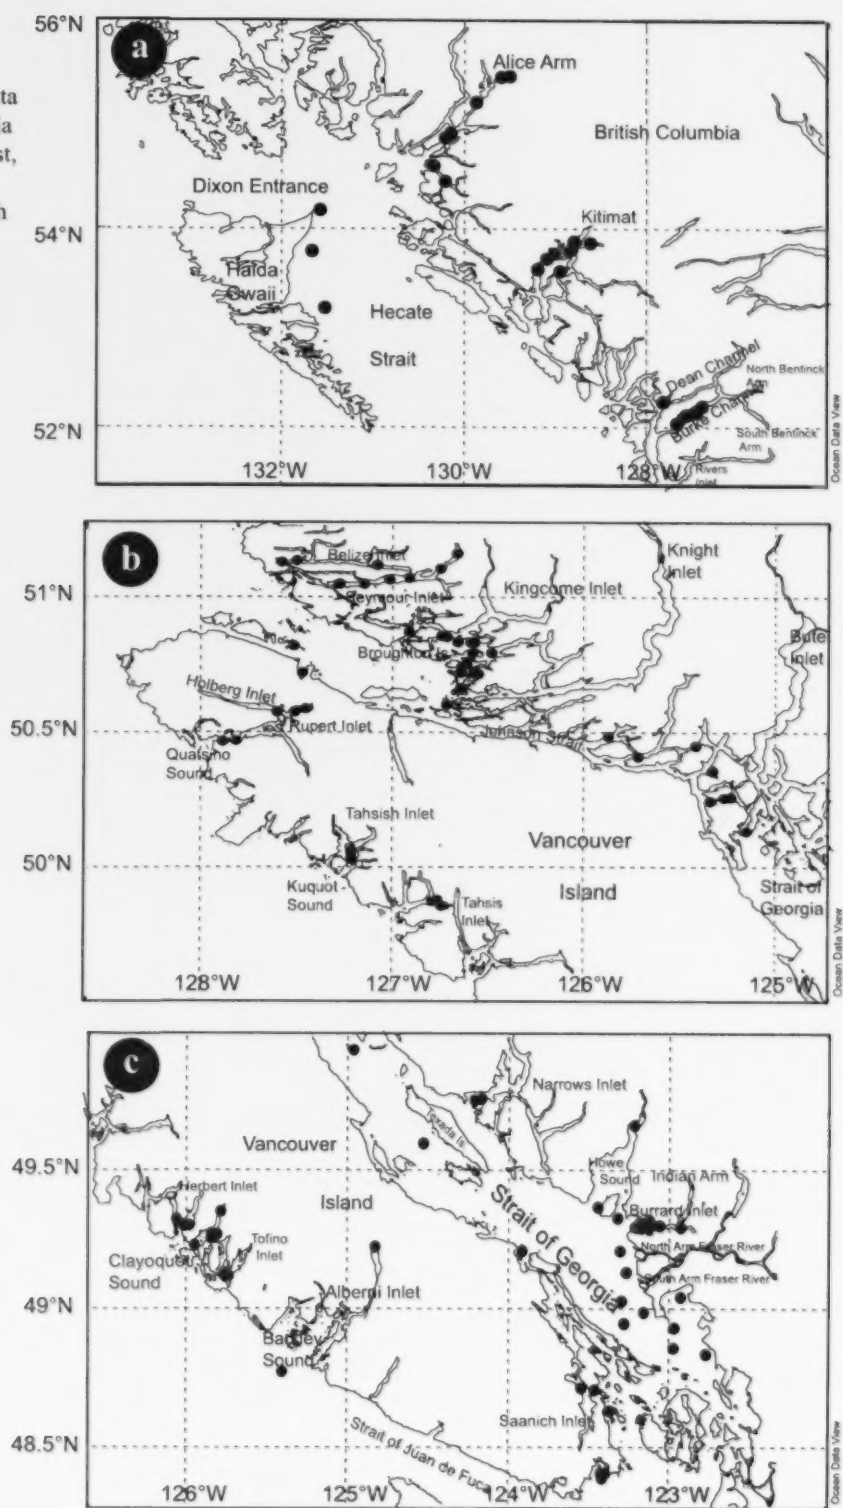 ta
a
st,
h
56°N
54°N
52°N
a
Alice Arm
British Columbia
Dixon Entrance
Kitimat
Haida
Gwaii
Hecate
Strait
Dean Channel
North Bentinck
Arm
Burke Channel
South Bentinck
Arm
Rivers
Inlet
132°W
130°W
128°W
Ocean Data View
b
51°N
50.5°N
50°N
Belize Inlet
Seymour Inlet
Kingcome Inlet
Knight
Inlet
Bute
Inlet
Broughton Is
Holberg Inlet
Rupert Inlet
Quatsino
Sound
Johnson Strait
Tahsish Inlet
Kuquot
Sound
Tahsis
Inlet
Vancouver
Island
Strait of
Georgia
128°W
127°W
126°W
125°W
Ocean Data View
c
49.5°N
49°N
48.5°N
Vancouver
Island
Texada Is.
Narrows Inlet
Howe
Sound
Indian Arm
Burrard Inlet
North Arm Fraser River
South Arm Fraser River
Strait of Georgia
Herbert Inlet
Tofino
Inlet
Clayoquot
Sound
Alberni Inlet
Barkley
Sound
Saanich Inlet
Strait of Juan de Fuca
126°W
125°W
124°W
123°W
Ocean Data View